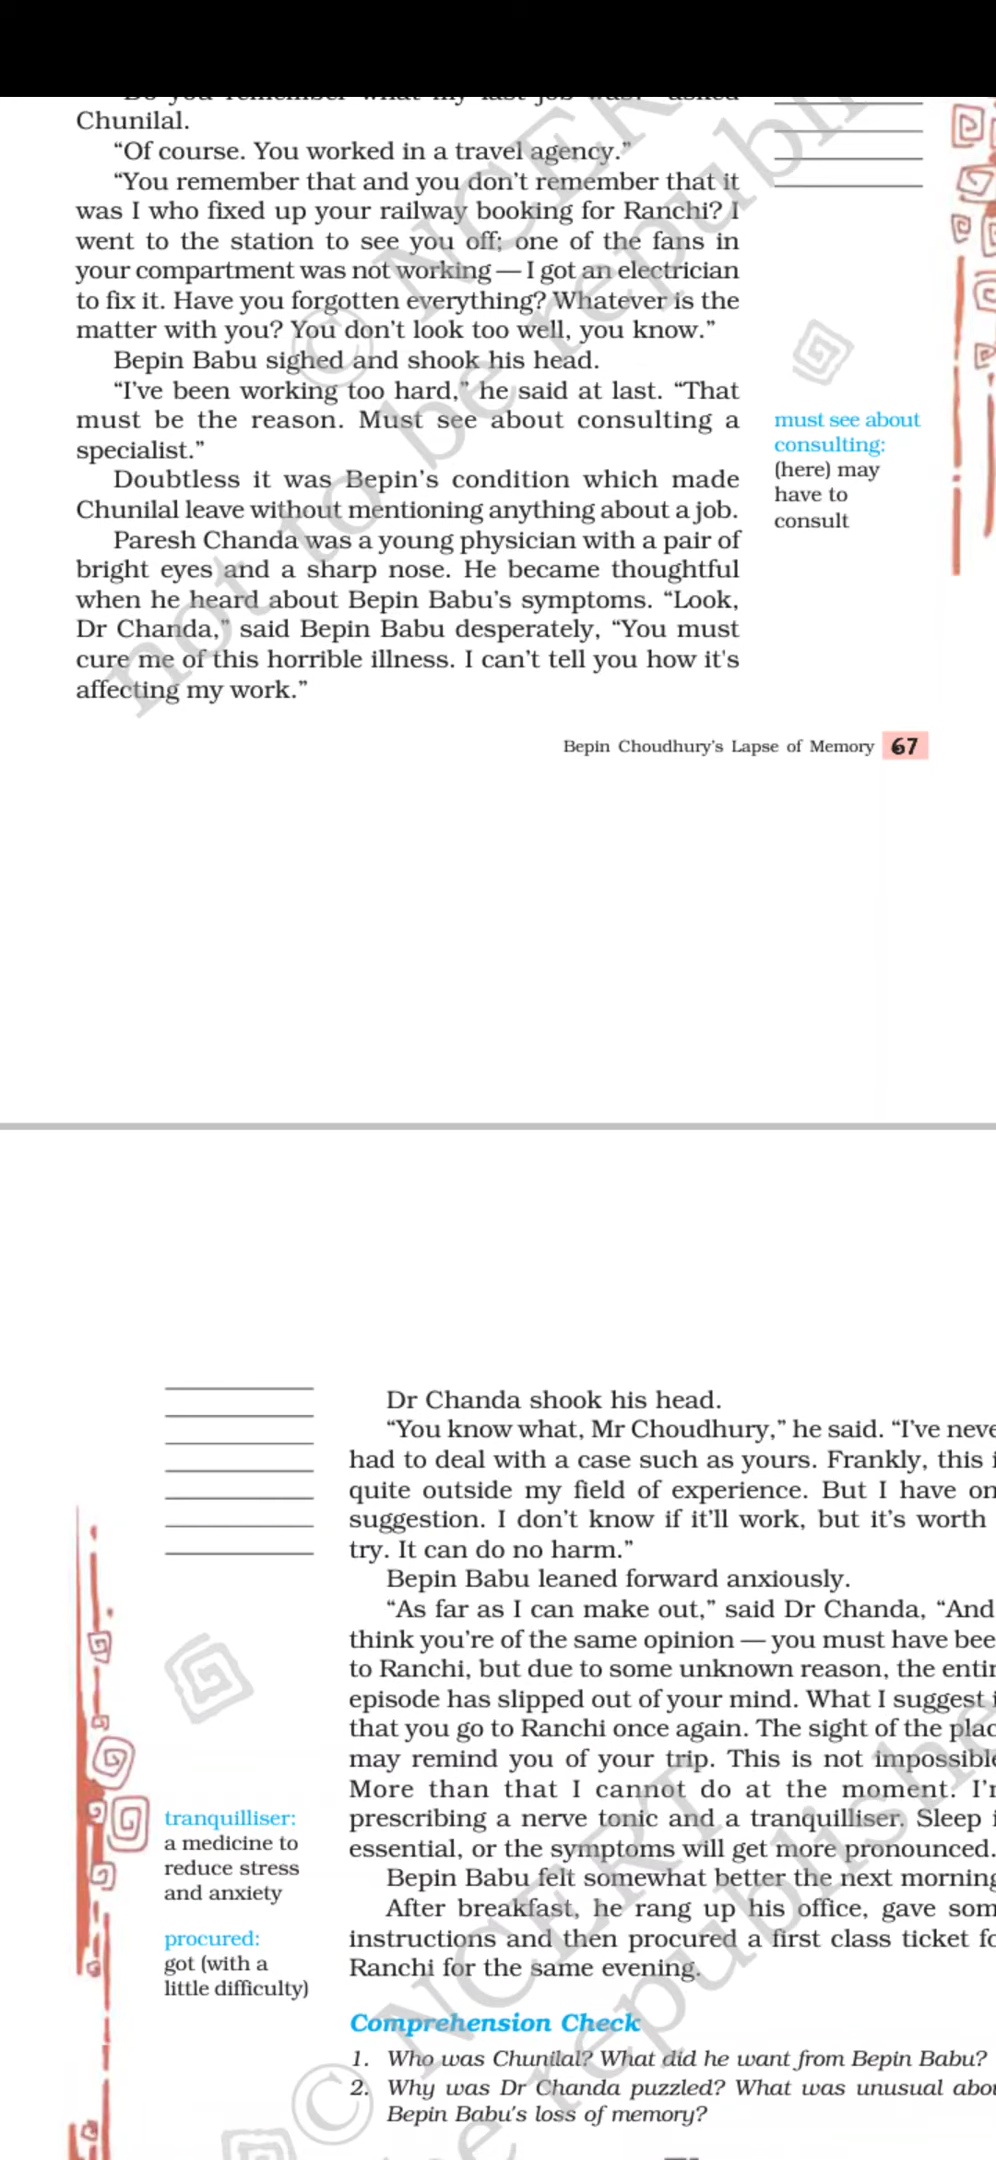 Chunilal.
“Of course. You worked in a travel agency.”
“You remember that and you don't remember that it
was I who fixed up your railway booking for Ranchi? I
went to the station to see you off; one of the fans in
your compartment was not working — I got an electrician
to fix it. Have you forgotten everything? Whatever is the
matter with you? You don't look too well, you know.”
Bepin Babu sighed and shook his head.
“I've been working too hard,” he said at last. “That
must be the reason. Must see about consulting a
specialist.”
must see about
consulting:
(here) may
have to
consult
Doubtless it was Bepin's condition which made
Chunilal leave without mentioning anything about a job.
Paresh Chanda was a young physician with a pair of
bright eyes and a sharp nose. He became thoughtful
when he heard about Bepin Babu's symptoms. “Look,
Dr Chanda,” said Bepin Babu desperately, “You must
cure me of this horrible illness. I can't tell you how it's
affecting my work.”
Bepin Choudhury's Lapse of Memory 67
Dr Chanda shook his head.
“You know what, Mr Choudhury,” he said. “I've neve
had to deal with a case such as yours. Frankly, this i
quite outside my field of experience. But I have on
suggestion. I don't know if it'll work, but it's worth
try. It can do no harm.”
Bepin Babu leaned forward anxiously.
“As far as I can make out,” said Dr Chanda, “And
think you're of the same opinion — you must have bee
to Ranchi, but due to some unknown reason, the entir
episode has slipped out of your mind. What I suggest i
that you go to Ranchi once again. The sight of the plac
may remind you of your trip. This is not impossible
More than that I cannot do at the moment. I'
prescribing a nerve tonic and a tranquilliser. Sleep i
essential, or the symptoms will get more pronounced.
tranquilliser:
a medicine to
reduce stress
and anxiety
Bepin Babu felt somewhat better the next morning
After breakfast, he rang up his office, gave som
instructions and then procured a first class ticket fo
Ranchi for the same evening.
procured:
got (with a
little difficulty)
Comprehension Check
1. Who was Chunilal? What did he want from Bepin Babu?
2. Why was Dr Chanda puzzled? What was unusual abou
Bepin Babu's loss of memory?
© NCERT
not to be republi
© NCERT
be republishe